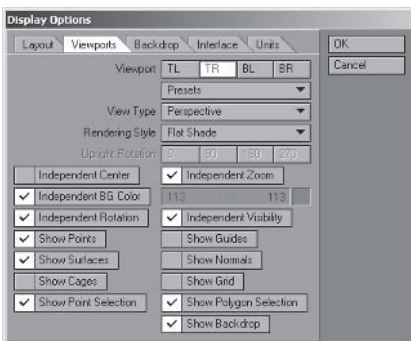 Display Options
Layout Viewports Backdrop Interface Units
OK
Cancel
Viewport TL TR BL BR
Presets
View Type Perspective
Rendering Style Flat Shade
Upright Rotation 0 90 180 270
Independent Center Independent Zoom
Independent BG Color 113 113
Independent Rotation Independent Visibility
Show Points Show Guides
Show Surfaces Show Normals
Show Cages Show Grid
Show Point Selection Show Polygon Selection
Show Backdrop